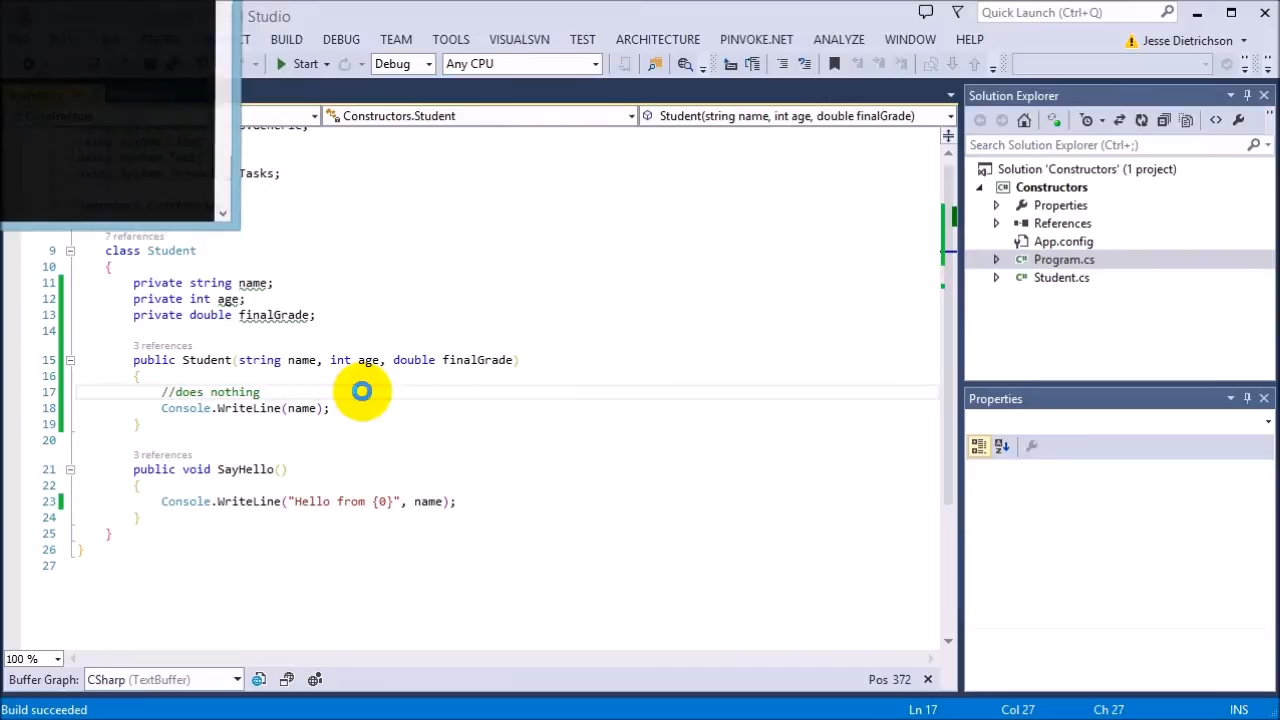 Studio
Quick Launch (Ctrl+Q)
BUILD DEBUG TEAM TOOLS VISUALSVN TEST ARCHITECTURE PINVOKE.NET ANALYZE WINDOW HELP
Jesse Dietrichson
Start Debug Any CPU
Constructors.Student
Student(string name, int age, double finalGrade)
Tasks;
7 references
9 class Student
10 {
11 private string name;
12 private int age;
13 private double finalGrade;
14
3 references
15 public Student(string name, int age, double finalGrade)
16 {
17 //does nothing
18 Console.WriteLine(name);
19 }
20
3 references
21 public void SayHello()
22 {
23 Console.WriteLine("Hello from {0}", name);
24 }
25 }
26 }
27
100 %
Buffer Graph: CSharp (TextBuffer) Pos 372
Solution Explorer
Search Solution Explorer (Ctrl+;)
Solution 'Constructors' (1 project)
Constructors
Properties
References
App.config
Program.cs
Student.cs
Properties
Build succeeded Ln 17 Col 27 Ch 27 INS